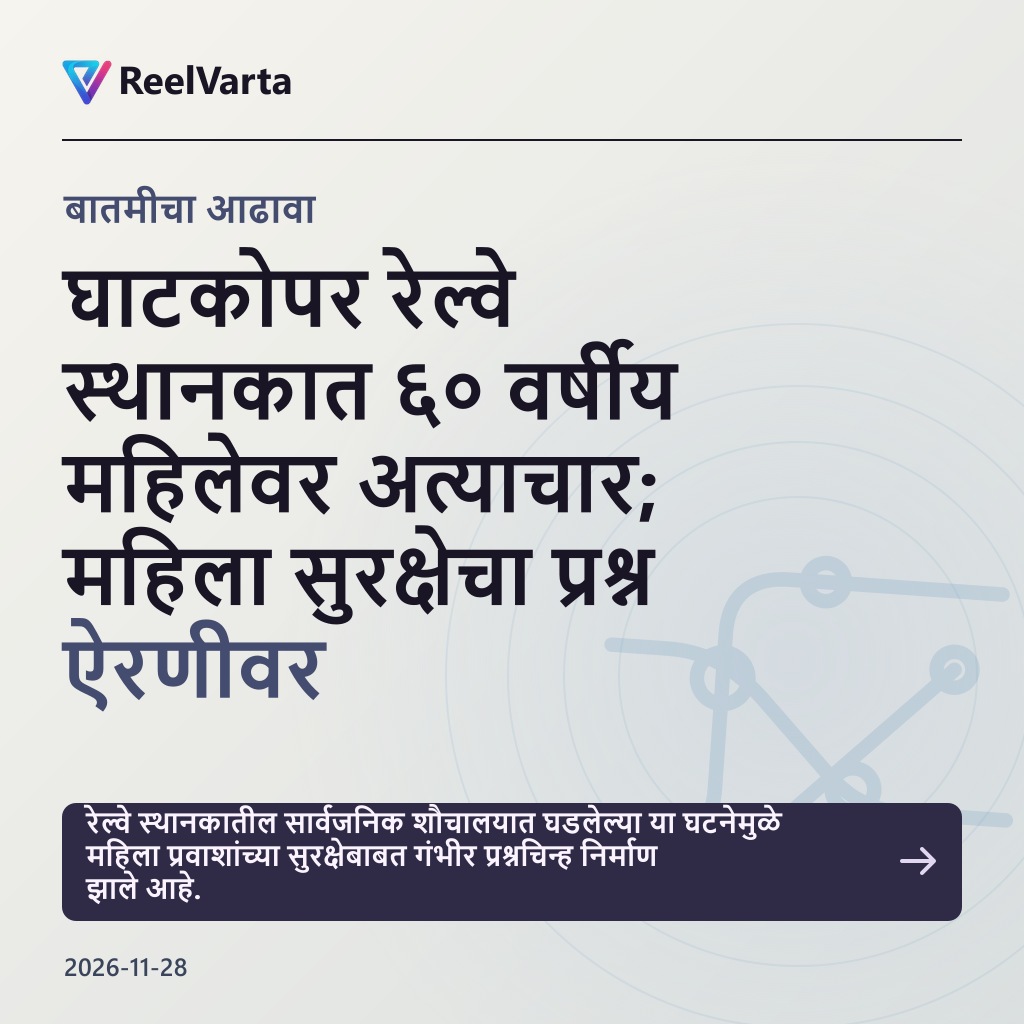 ReelVarta
बातमीचा आढावा
घाटकोपर रेल्वे
स्थानकात ६० वर्षीय
महिलेवर अत्याचार;
महिला सुरक्षेचा प्रश्न
ऐरणीवर
रेल्वे स्थानकातील सार्वजनिक शौचालयात घडलेल्या या घटनेमुळे
महिला प्रवाशांच्या सुरक्षेबाबत गंभीर प्रश्नचिन्ह निर्माण
झाले आहे.
2026-11-28